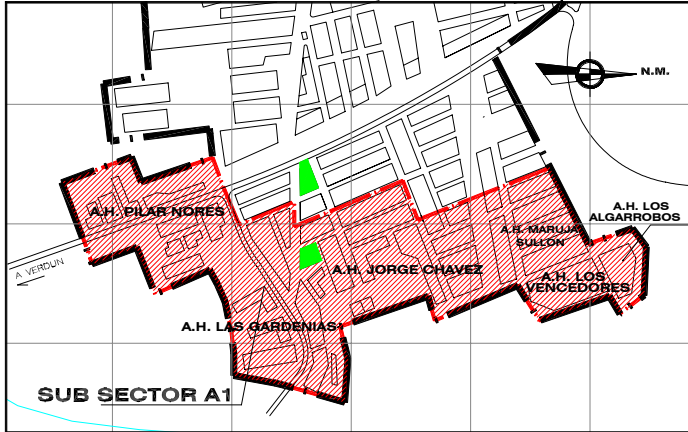 N.M.
A.H. PILAR NORES
A.H. LOS
ALGARROBOS
A.H. MARUJA
SULLON
A VERDUN
A.H. JORGE CHAVEZ
A.H. LOS
VENCEDORES
A.H. LAS GARDENIAS
SUB SECTOR A1